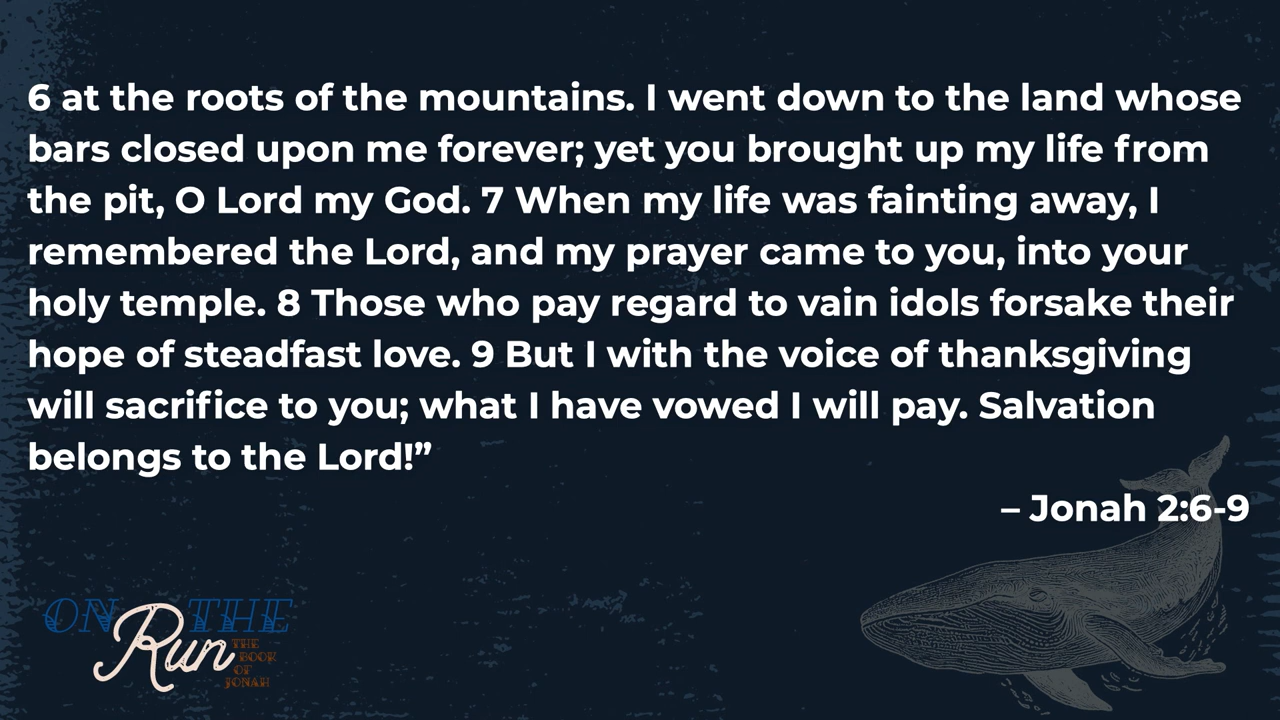 6 at the roots of the mountains. I went down to the land whose
bars closed upon me forever; yet you brought up my life from
the pit, O Lord my God. 7 When my life was fainting away, I
remembered the Lord, and my prayer came to you, into your
holy temple. 8 Those who pay regard to vain idols forsake their
hope of steadfast love. 9 But I with the voice of thanksgiving
will sacrifice to you; what I have vowed I will pay. Salvation
belongs to the Lord!”
– Jonah 2:6-9
ON THE
Run
THE
BOOK
OF
JONAH